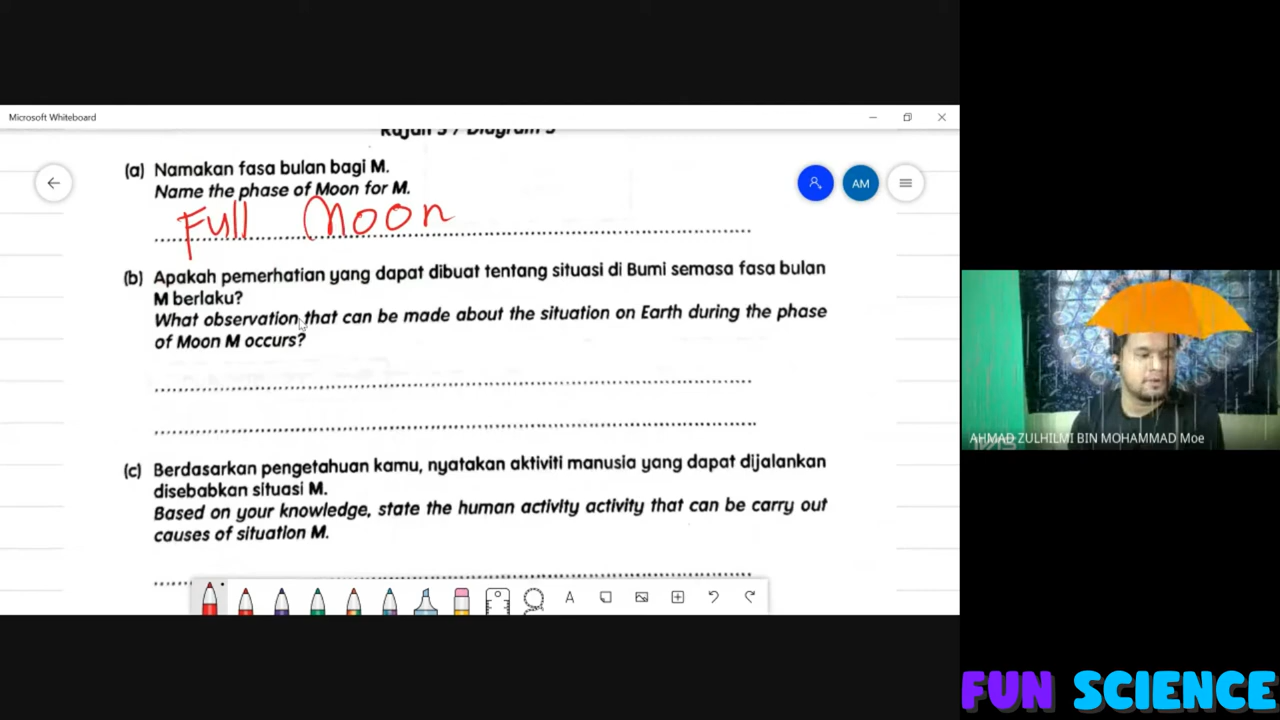 Microsoft Whiteboard
Rajah 5 / Diagram 5
(a) Namakan fasa bulan bagi M.
Name the phase of Moon for M.
Full Moon
(b) Apakah pemerhatian yang dapat dibuat tentang situasi di Bumi semasa fasa bulan
M berlaku?
What observation that can be made about the situation on Earth during the phase
of Moon M occurs?
(c) Berdasarkan pengetahuan kamu, nyatakan aktiviti manusia yang dapat dijalankan
disebabkan situasi M.
Based on your knowledge, state the human activity activity that can be carry out
causes of situation M.
AM
AHMAD ZULHILMI BIN MOHAMMAD Moe
FUN SCIENCE